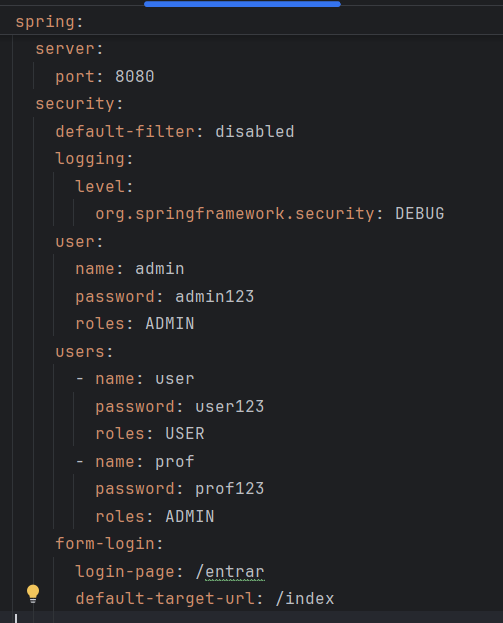 spring:
  server:
    port: 8080
  security:
    default-filter: disabled
    logging:
      level:
        org.springframework.security: DEBUG
    user:
      name: admin
      password: admin123
      roles: ADMIN
    users:
      - name: user
        password: user123
        roles: USER
      - name: prof
        password: prof123
        roles: ADMIN
    form-login:
      login-page: /entrar
      default-target-url: /index